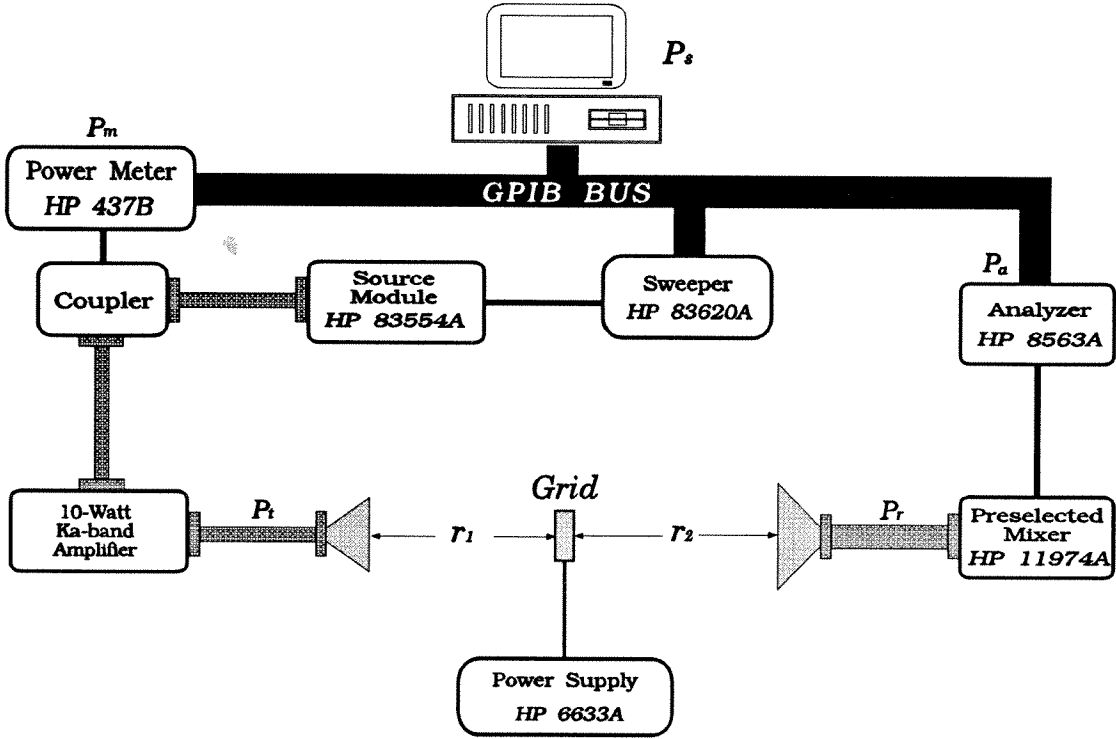 Ps
Pm
Power Meter
HP 437B
GPIB BUS
Coupler
Source
Module
HP 83554A
Sweeper
HP 83620A
Pa
Analyzer
HP 8563A
10-Watt
Ka-band
Amplifier
Pt
r1
Grid
r2
Pr
Preselected
Mixer
HP 11974A
Power Supply
HP 6633A